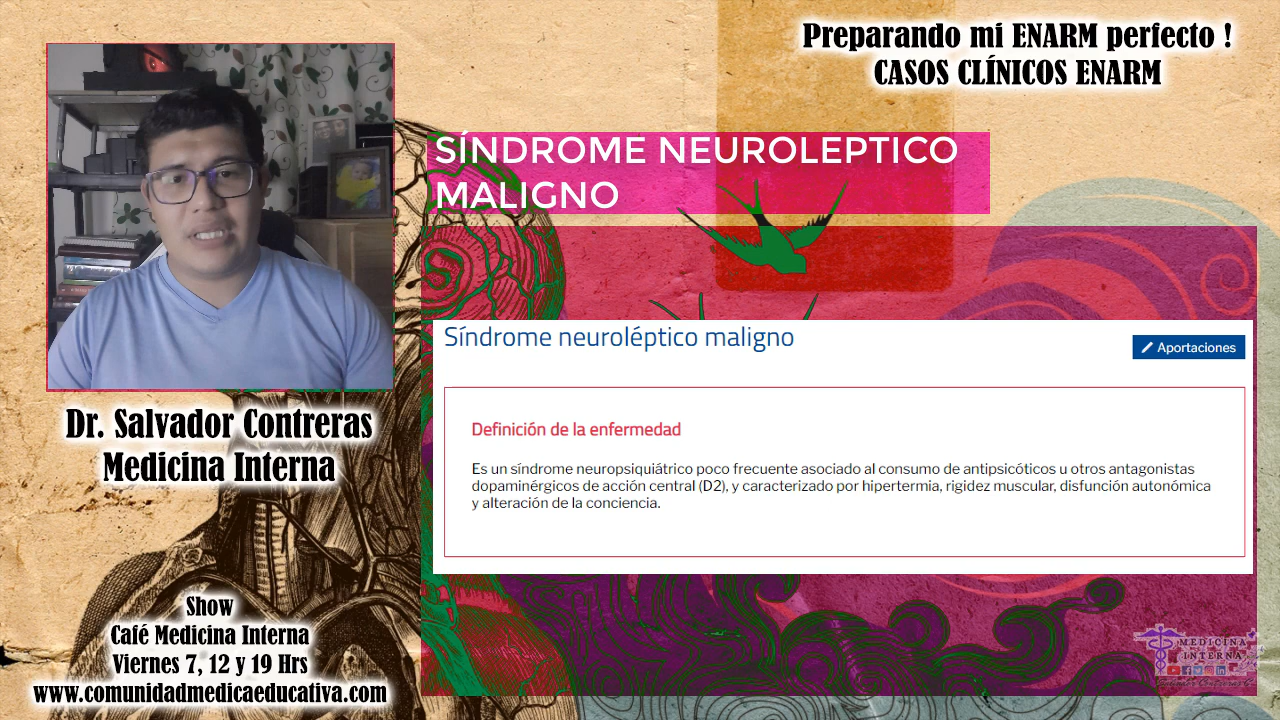 Preparando mi ENARM perfecto !
CASOS CLÍNICOS ENARM
SÍNDROME NEUROLEPTICO
MALIGNO
Síndrome neuroléptico maligno
Aportaciones
Definición de la enfermedad
Es un síndrome neuropsiquiátrico poco frecuente asociado al consumo de antipsicóticos u otros antagonistas
dopaminérgicos de acción central (D2), y caracterizado por hipertermia, rigidez muscular, disfunción autonómica
y alteración de la conciencia.
Dr. Salvador Contreras
Medicina Interna
Show
Café Medicina Interna
Viernes 7, 12 y 19 Hrs
www.comunidadmedicaeducativa.com
MEDICINA
INTERNA